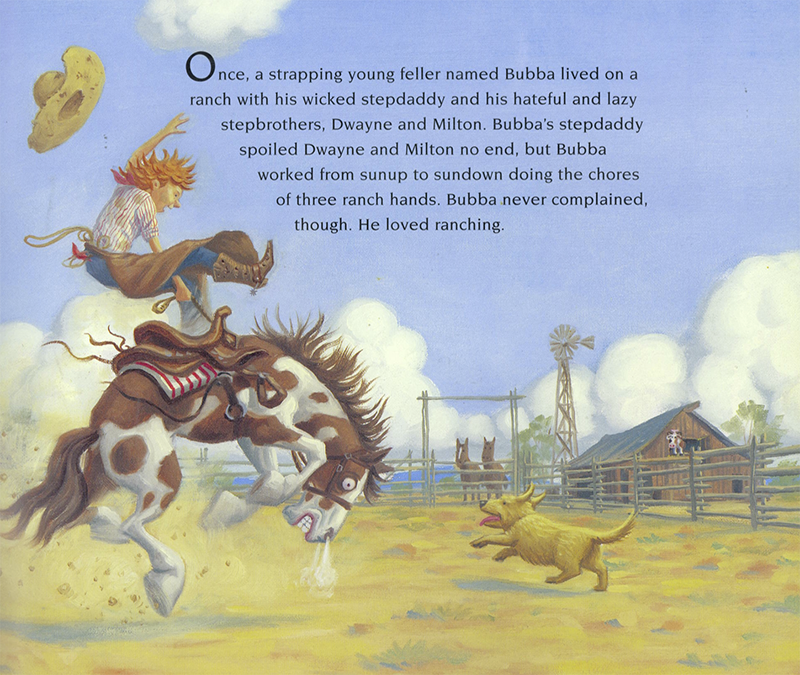 Once, a strapping young feller named Bubba lived on a
ranch with his wicked stepdaddy and his hateful and lazy
stepbrothers, Dwayne and Milton. Bubba's stepdaddy
spoiled Dwayne and Milton no end, but Bubba
worked from sunup to sundown doing the chores
of three ranch hands. Bubba never complained,
though. He loved ranching.